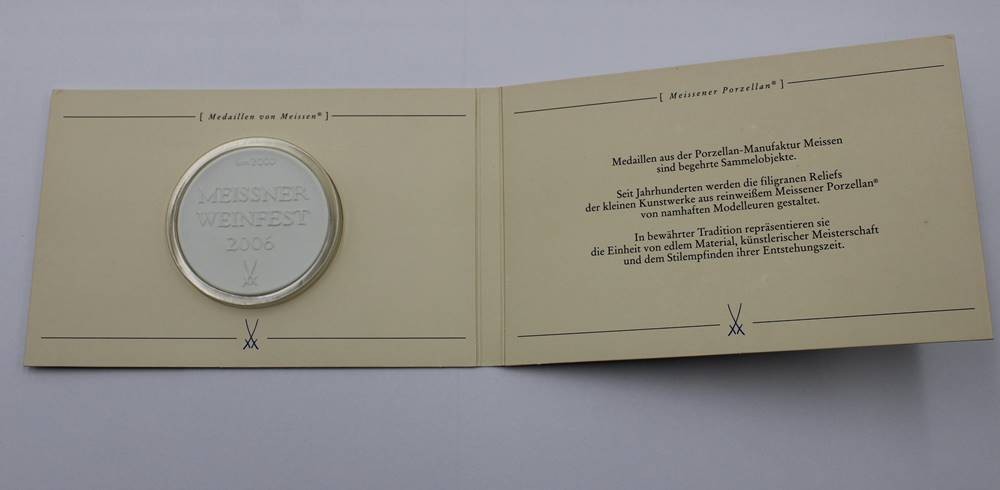 [ Medaillen von Meissen® ]
MEISSNER
WEINFEST
2006
[ Meissener Porzellan® ]
Medaillen aus der Porzellan-Manufaktur Meissen
sind begehrte Sammelobjekte.
Seit Jahrhunderten werden die filigranen Reliefs
der kleinen Kunstwerke aus reinweißem Meissener Porzellan®
von namhaften Modelleuren gestaltet.
In bewährter Tradition repräsentieren sie
die Einheit von edlem Material, künstlerischer Meisterschaft
und dem Stilempfinden ihrer Entstehungszeit.